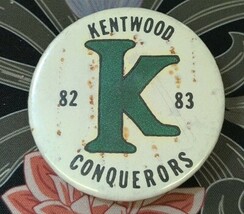 KENTWOOD
K
82 83
CONQUERORS